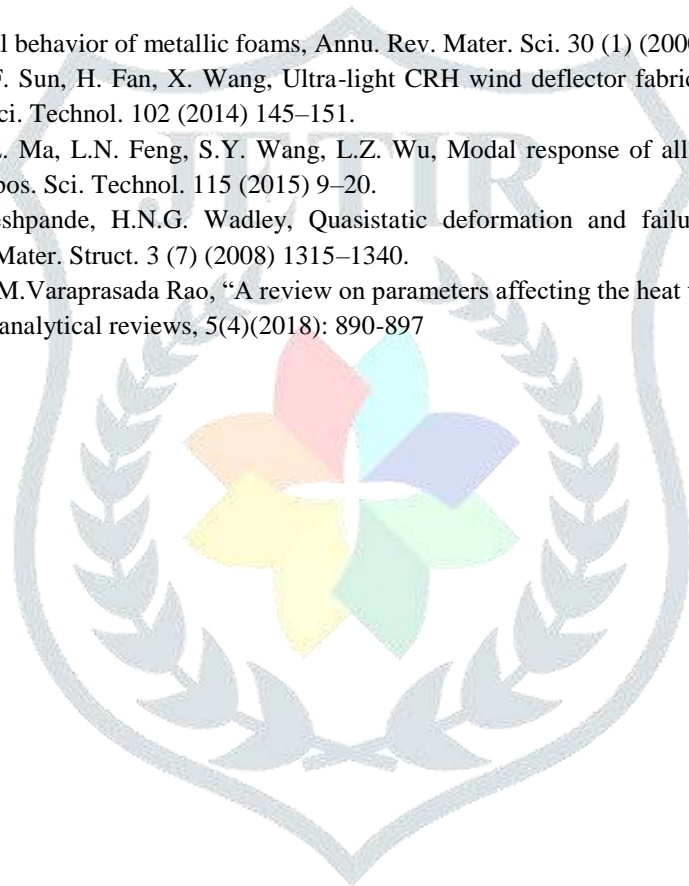 l behavior of metallic foams, Annu. Rev. Mater. Sci. 30 (1) (200
F. Sun, H. Fan, X. Wang, Ultra-light CRH wind deflector fabric
ci. Technol. 102 (2014) 145–151.
. Ma, L.N. Feng, S.Y. Wang, L.Z. Wu, Modal response of all
pos. Sci. Technol. 115 (2015) 9–20.
eshpande, H.N.G. Wadley, Quasistatic deformation and failu
Mater. Struct. 3 (7) (2008) 1315–1340.
M.Varaprasada Rao, “A review on parameters affecting the heat
analytical reviews, 5(4)(2018): 890-897
JETIR